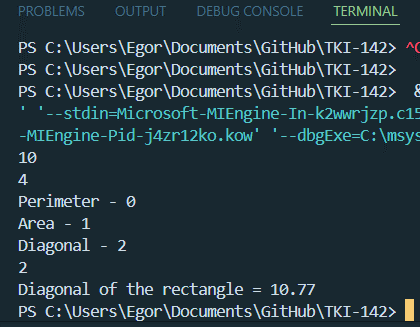 PROBLEMS OUTPUT DEBUG CONSOLE TERMINAL
PS C:\Users\Egor\Documents\GitHub\TKI-142> ^C
PS C:\Users\Egor\Documents\GitHub\TKI-142>
PS C:\Users\Egor\Documents\GitHub\TKI-142> &
' '--stdin=Microsoft-MIEngine-In-k2wwrjzp.c15
-MIEngine-Pid-j4zr12ko.kow' '--dbgExe=C:\msys
10
4
Perimeter - 0
Area - 1
Diagonal - 2
2
Diagonal of the rectangle = 10.77
PS C:\Users\Egor\Documents\GitHub\TKI-142>